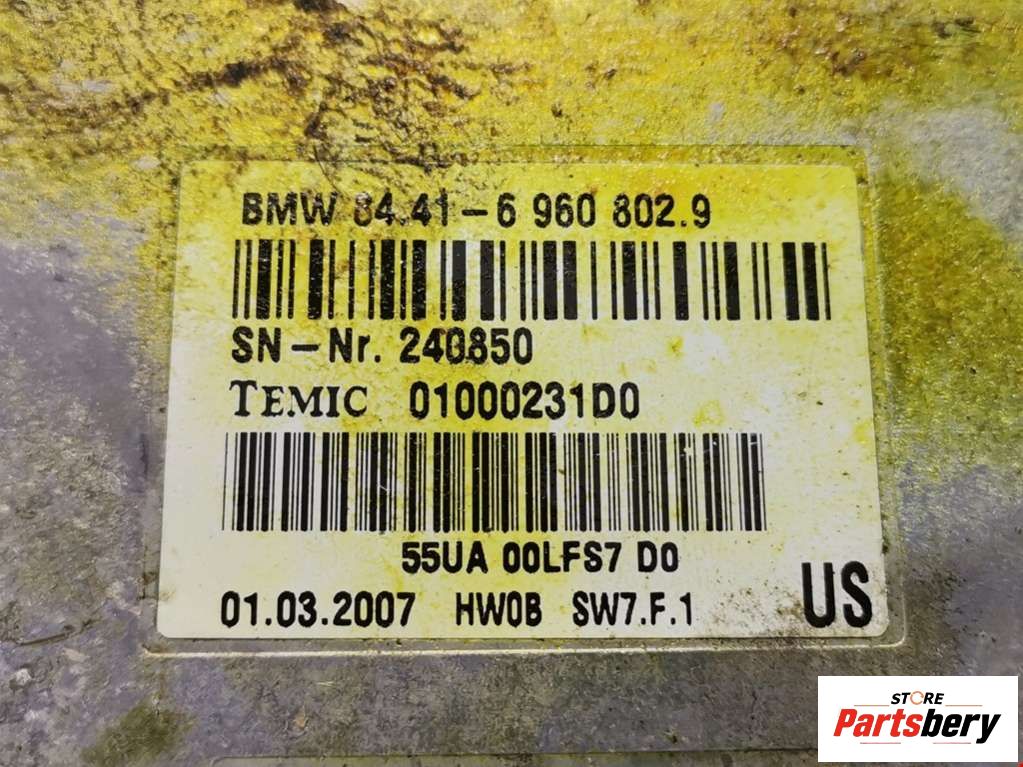 BMW 84.41-6 960 802.9
SN-Nr. 240850
TEMIC 01000231D0
55UA 00LFS7 D0
01.03.2007 HW0B SW7.F.1 US
STORE
Partsbery